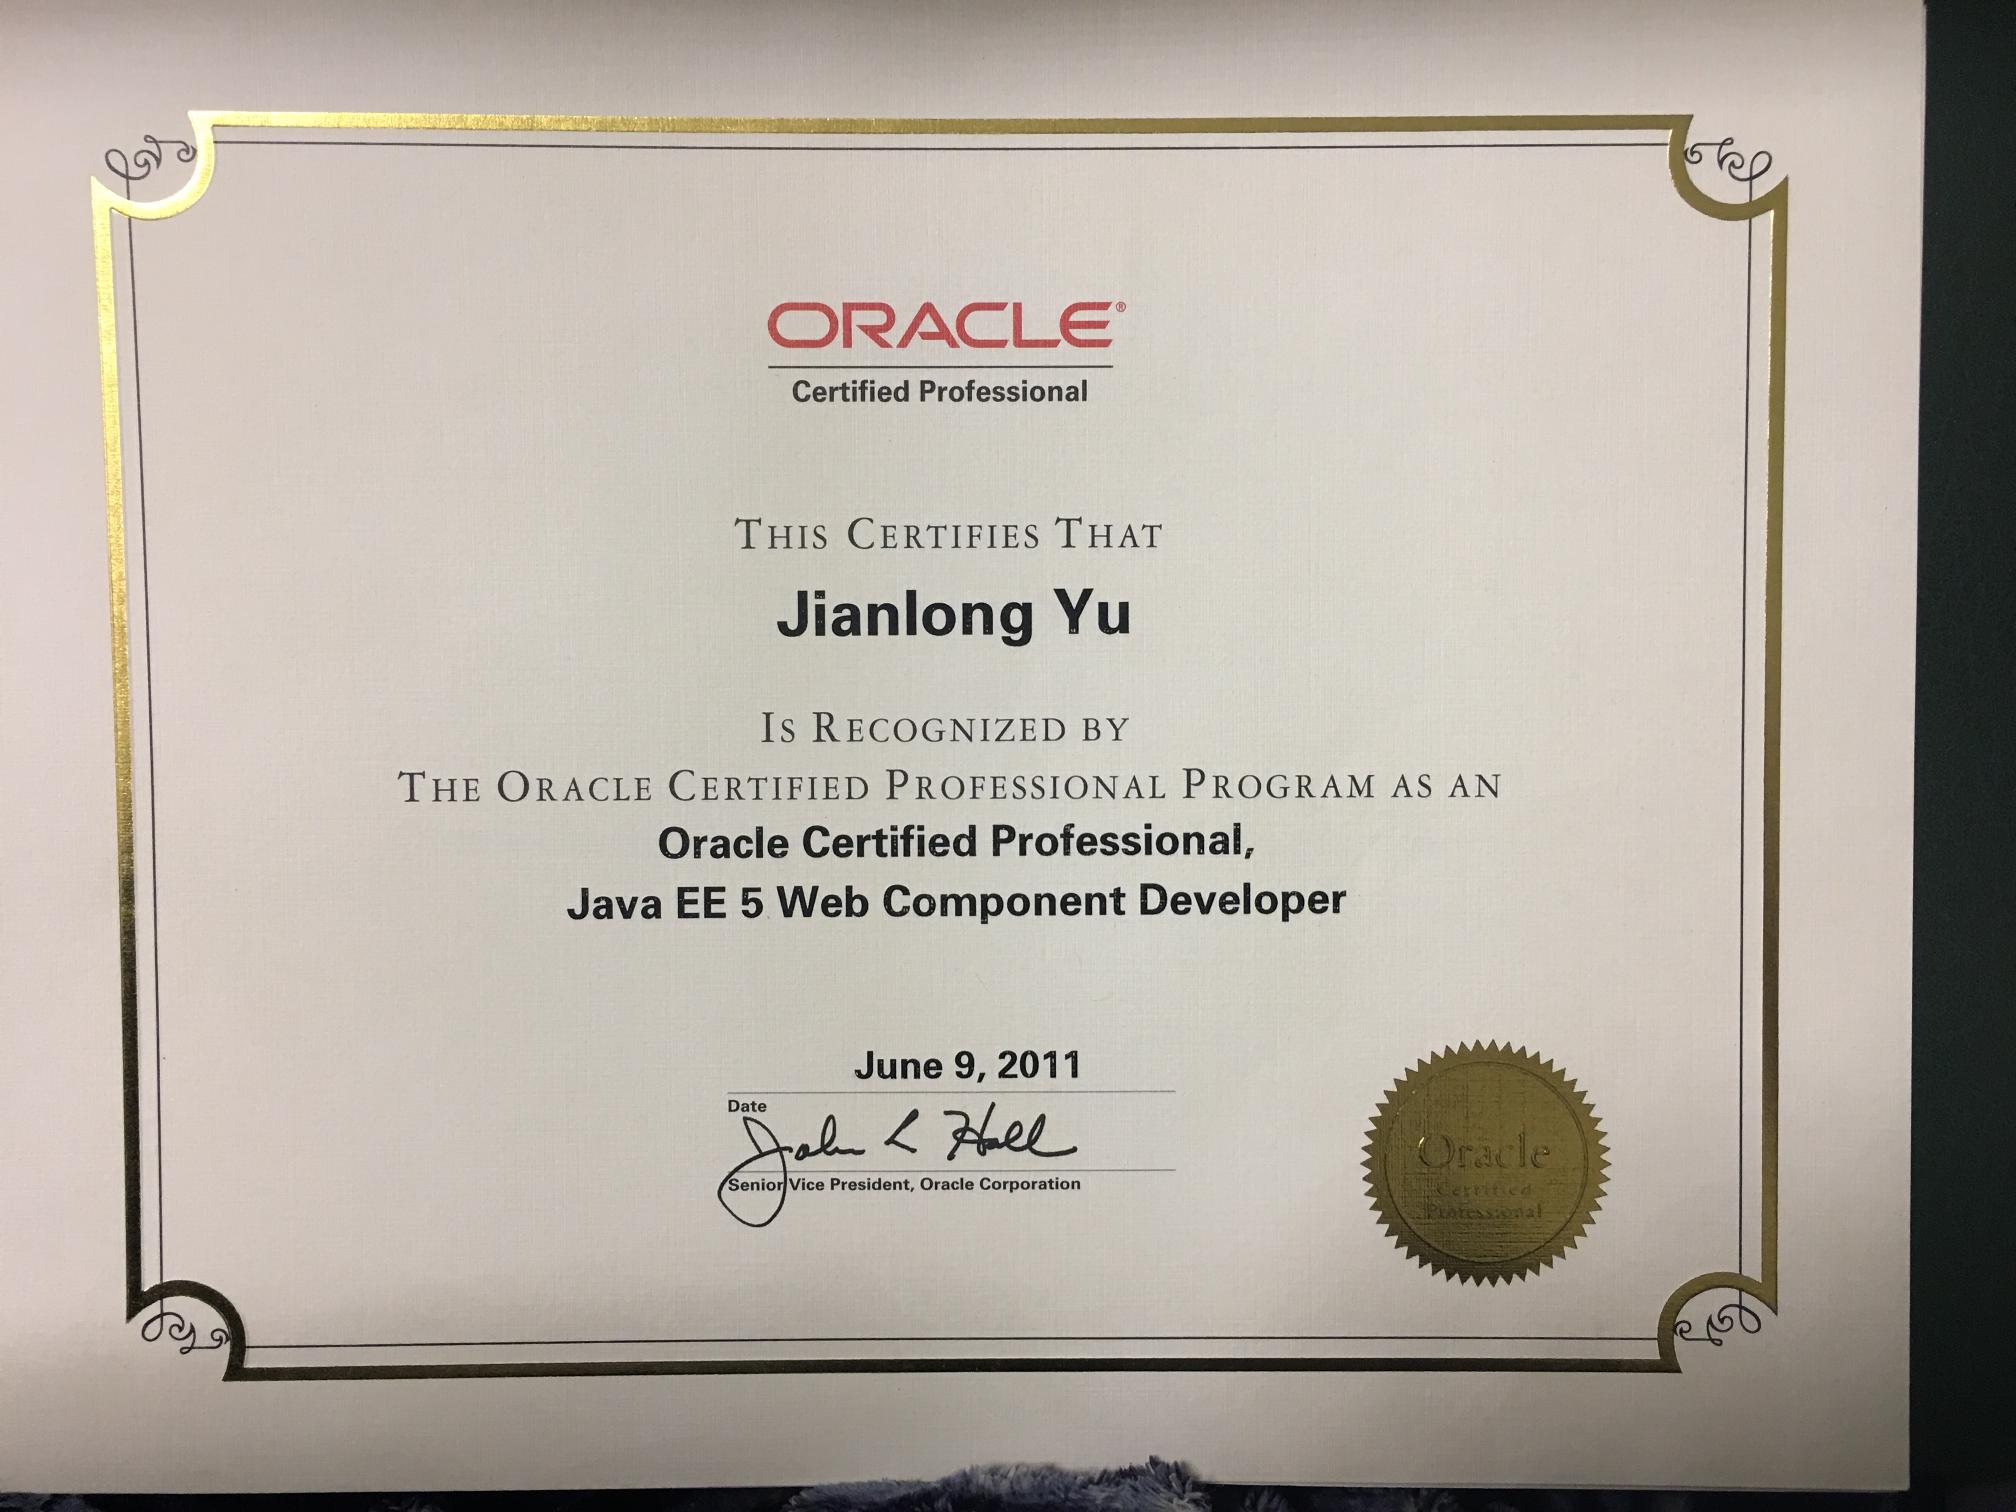 ORACLE®
Certified Professional
THIS CERTIFIES THAT
Jianlong Yu
IS RECOGNIZED BY
THE ORACLE CERTIFIED PROFESSIONAL PROGRAM AS AN
Oracle Certified Professional,
Java EE 5 Web Component Developer
June 9, 2011
Date
John L Hall
Senior Vice President, Oracle Corporation
Oracle
Certified
Professional